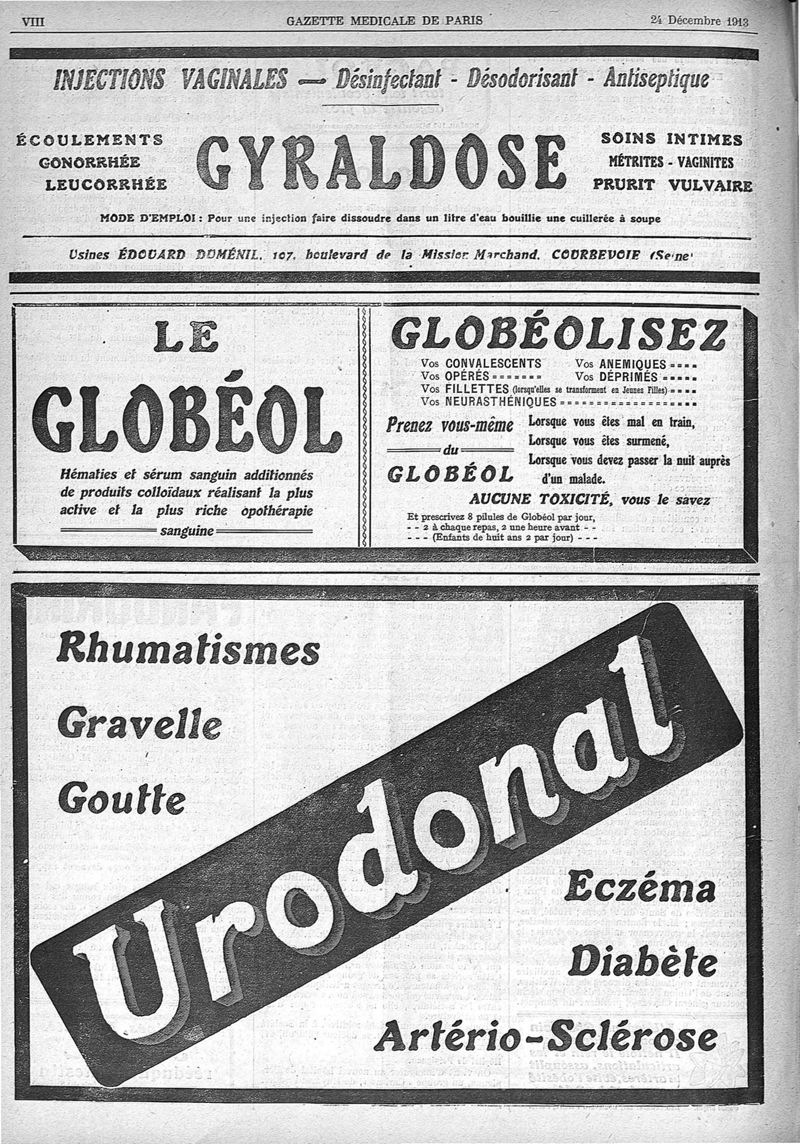 VIII GAZETTE MEDICALE DE PARIS 24 Décembre 1913
INJECTIONS VAGINALES — Désinfectant - Désodorisant - Antiseptique
ÉCOULEMENTS
GONORRHÉE
LEUCORRHÉE
GYRALDOSE
SOINS INTIMES
MÉTRITES - VAGINITES
PRURIT VULVAIRE
MODE D'EMPLOI : Pour une injection faire dissoudre dans un litre d'eau bouillie une cuillerée à soupe
Usines ÉDOUARD DUMÉNIL, 107, boulevard de la Mission Marchand, COURBEVOIE (Seine)
LE
GLOBÉOL
Hématies et sérum sanguin additionnés
de produits colloïdaux réalisant la plus
active et la plus riche opothérapie
sanguine
GLOBÉOLISEZ
Vos CONVALESCENTS Vos ANEMIQUES
Vos OPÉRÉS Vos DÉPRIMÉS
Vos FILLETTES (lorsqu'elles se transforment en Jeunes Filles)
Vos NEURASTHÉNIQUES
Prenez vous-même
du
GLOBÉOL
Lorsque vous êtes mal en train,
Lorsque vous êtes surmené,
Lorsque vous devez passer la nuit auprès
d'un malade.
AUCUNE TOXICITÉ, vous le savez
Et prescrivez 8 pilules de Globéol par jour,
- - 2 à chaque repas, 2 une heure avant - -
- - - (Enfants de huit ans 2 par jour) - - -
Rhumatismes
Gravelle
Goutte
Urodonal
Eczéma
Diabète
Artério-Sclérose